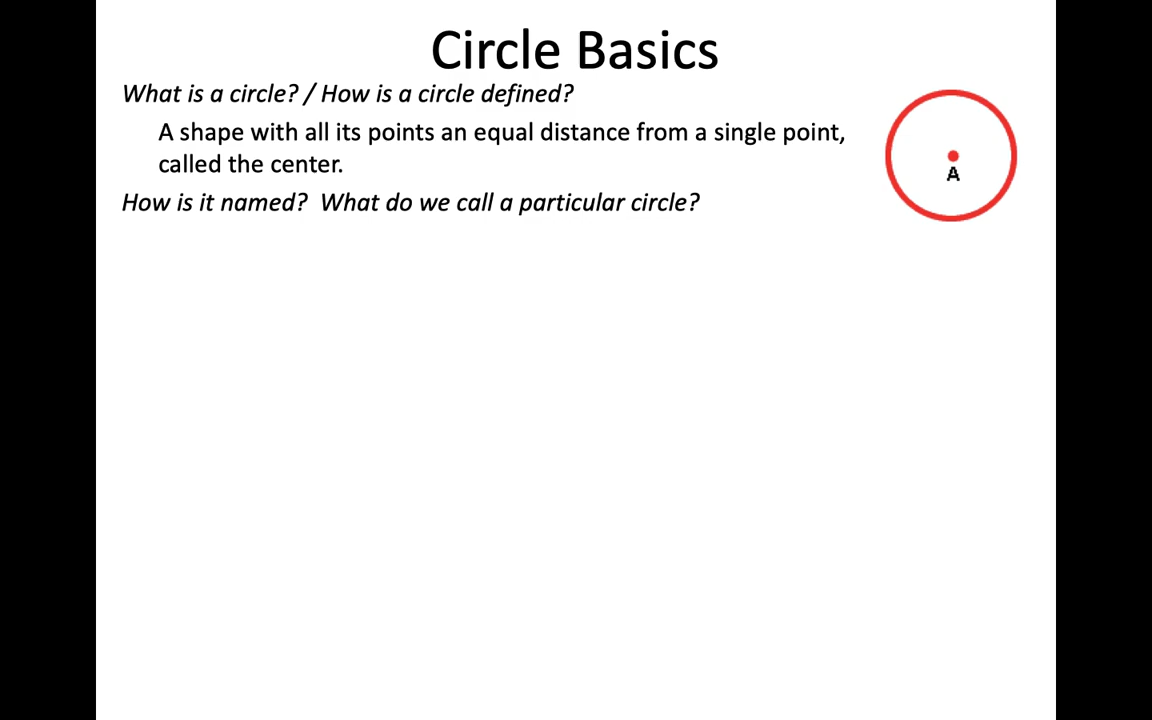 Circle Basics
What is a circle? / How is a circle defined?
A shape with all its points an equal distance from a single point,
called the center.
A
How is it named?  What do we call a particular circle?